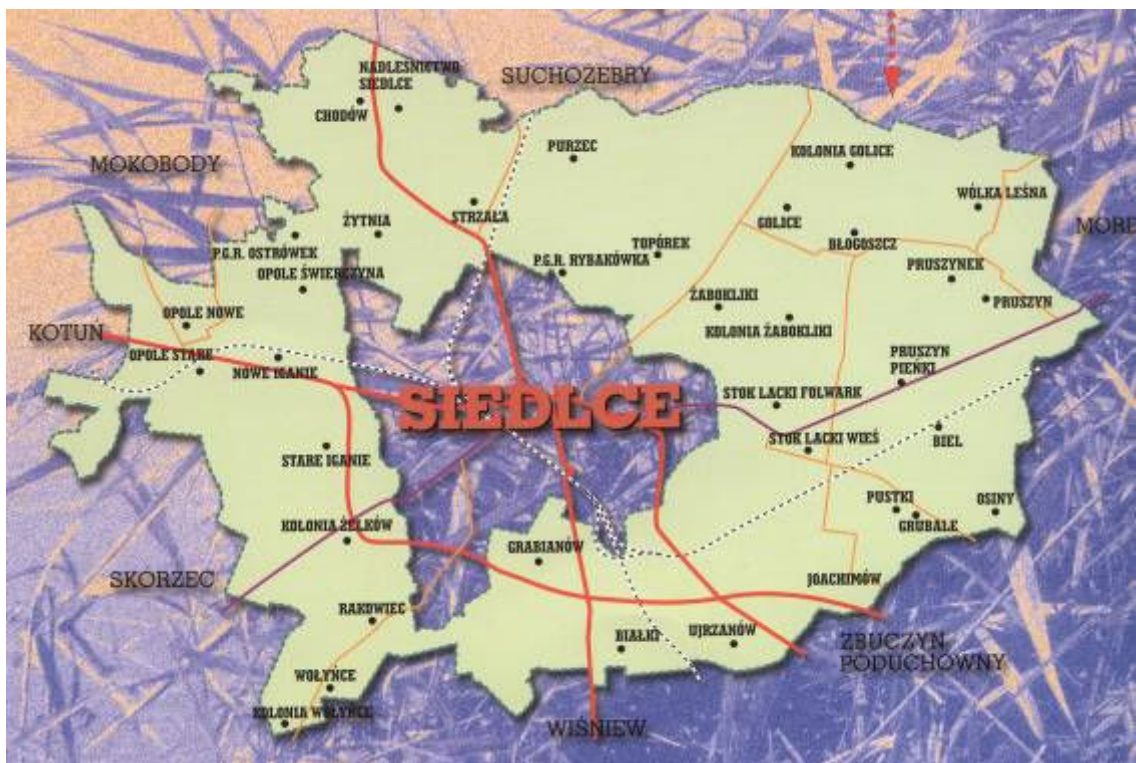 NADLEŚNICTWO
SIEDLCE
SUCHOŻEBRY
CHODÓW
PURZEC
KOLONIA GOLICE
MOKOBODY
WÓLKA LEŚNA
STRZAŁA
ŻYTNIA
GOLICE
MORD
P.G.R. OSTRÓWEK
TOPÓREK
BŁOGOSZCZ
P.G.R. RYBAKÓWKA
OPOLE ŚWIERCZYNA
PRUSZYNEK
ŻABOKLIKI
PRUSZYN
OPOLE NOWE
KOLONIA ŻABOKLIKI
KOTUŃ
OPOLE STARE
NOWE IGANIE
PRUSZYN
PIEŃKI
STOK LACKI FOLWARK
SIEDLCE
STOK LACKI WIEŚ
BIEL
STARE IGANIE
PUSTKI
OSINY
GRUBALE
KOLONIA ŻELKÓW
GRABIANÓW
SKORZEC
JOACHIMÓW
RAKOWIEC
BIAŁKI
UJRZANÓW
ZBUCZYN
PODUCHOWNY
WOŁYŃCE
KOLONIA WOŁYŃCE
WIŚNIEW